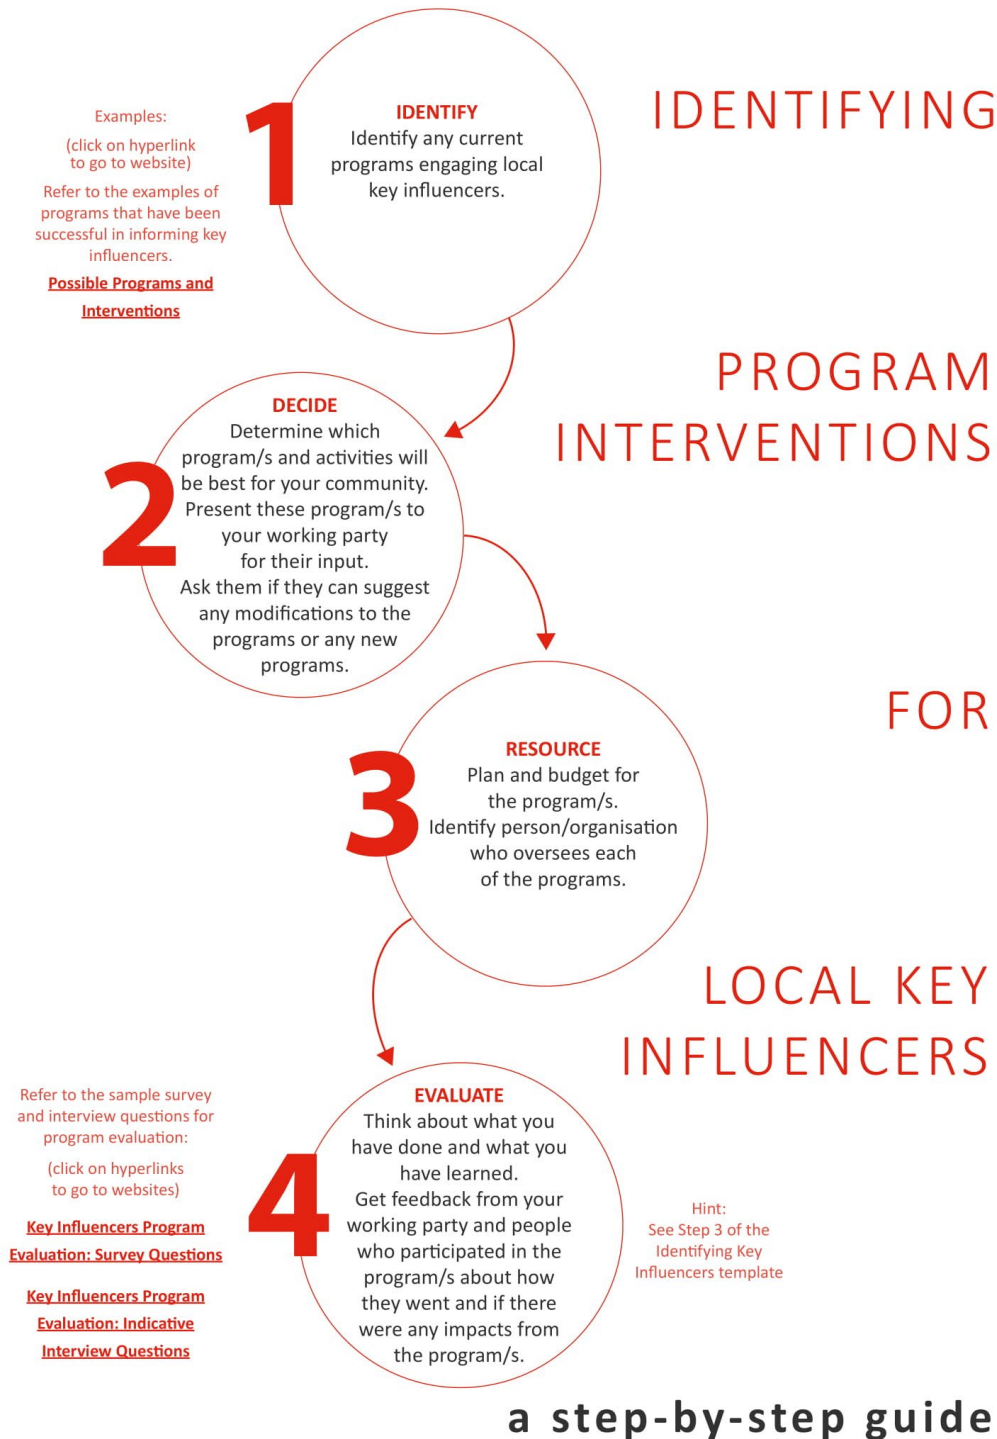 IDENTIFYING
PROGRAM
INTERVENTIONS
FOR
LOCAL KEY
INFLUENCERS
a step-by-step guide
1
IDENTIFY
Identify any current
programs engaging local
key influencers.
Examples:
(click on hyperlink
to go to website)
Refer to the examples of
programs that have been
successful in informing key
influencers.
Possible Programs and
Interventions
2
DECIDE
Determine which
program/s and activities will
be best for your community.
Present these program/s to
your working party
for their input.
Ask them if they can suggest
any modifications to the
programs or any new
programs.
3
RESOURCE
Plan and budget for
the program/s.
Identify person/organisation
who oversees each
of the programs.
4
EVALUATE
Think about what you
have done and what you
have learned.
Get feedback from your
working party and people
who participated in the
program/s about how
they went and if there
were any impacts from
the program/s.
Refer to the sample survey
and interview questions for
program evaluation:
(click on hyperlinks
to go to websites)
Key Influencers Program
Evaluation: Survey Questions
Key Influencers Program
Evaluation: Indicative
Interview Questions
Hint:
See Step 3 of the
Identifying Key
Influencers template